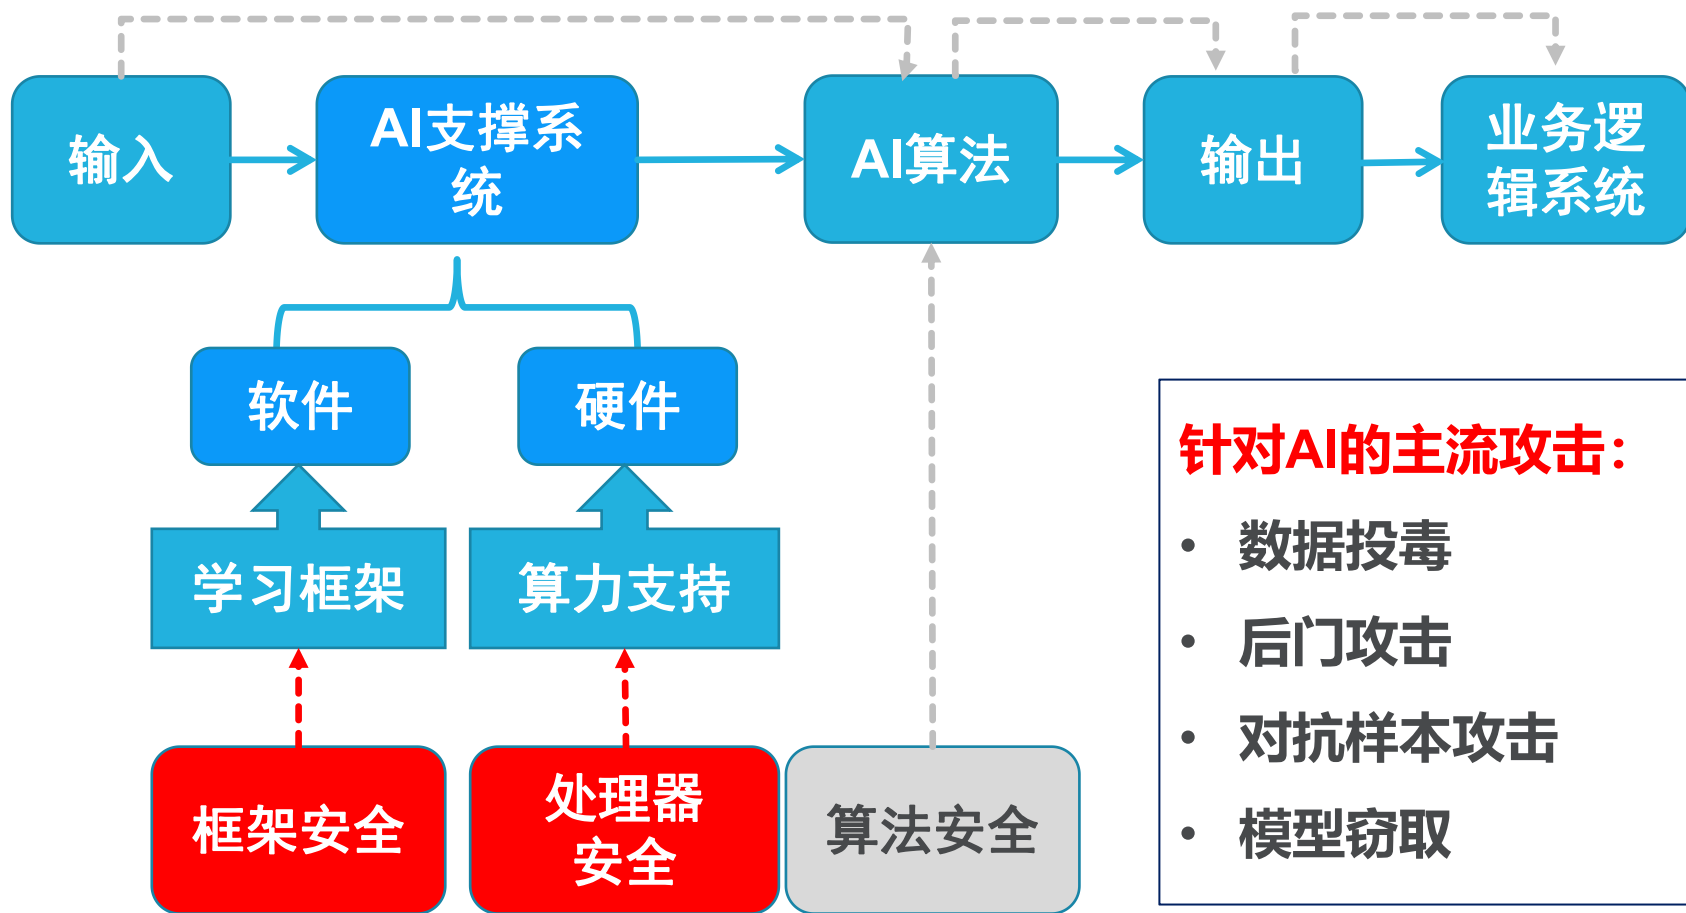 输入
AI支撑系
统
AI算法
输出
业务逻
辑系统
软件
硬件
学习框架
算力支持
框架安全
处理器
安全
算法安全
针对AI的主流攻击：
• 数据投毒
• 后门攻击
• 对抗样本攻击
• 模型窃取